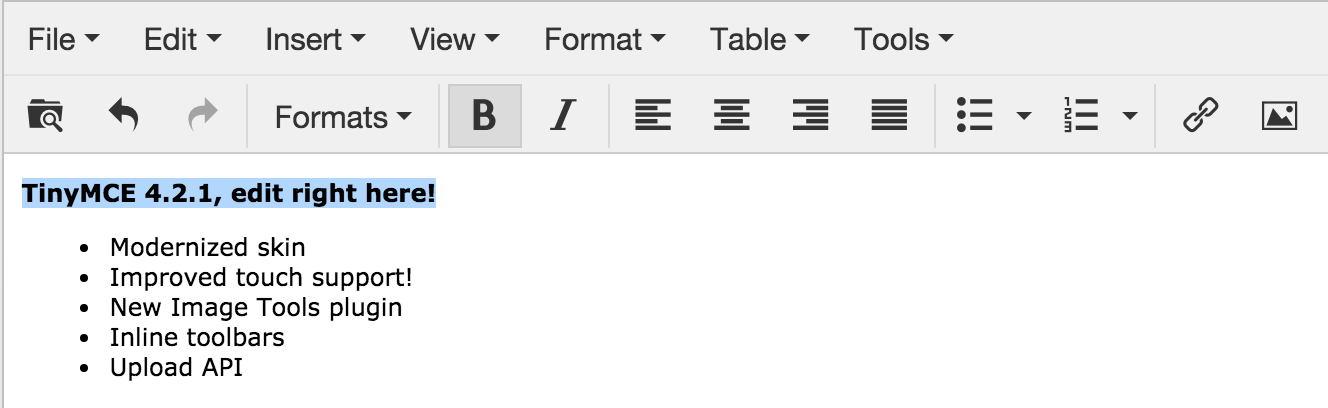 File Edit Insert View Format Table Tools
Formats B I
TinyMCE 4.2.1, edit right here!
• Modernized skin
• Improved touch support!
• New Image Tools plugin
• Inline toolbars
• Upload API